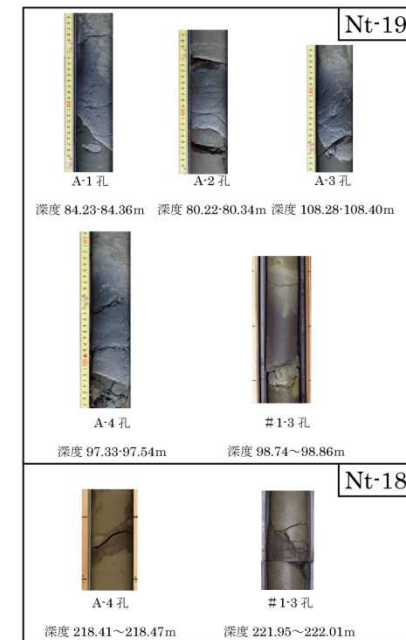 Nt-19
A-1 孔
A-2 孔
A-3 孔
深度 84.23-84.36m 深度 80.22-80.34m 深度 108.28-108.40m
A-4 孔
#1-3 孔
深度 97.33-97.54m
深度 98.74～98.86m
Nt-18
A-4 孔
#1-3 孔
深度 218.41～218.47m
深度 221.95～222.01m